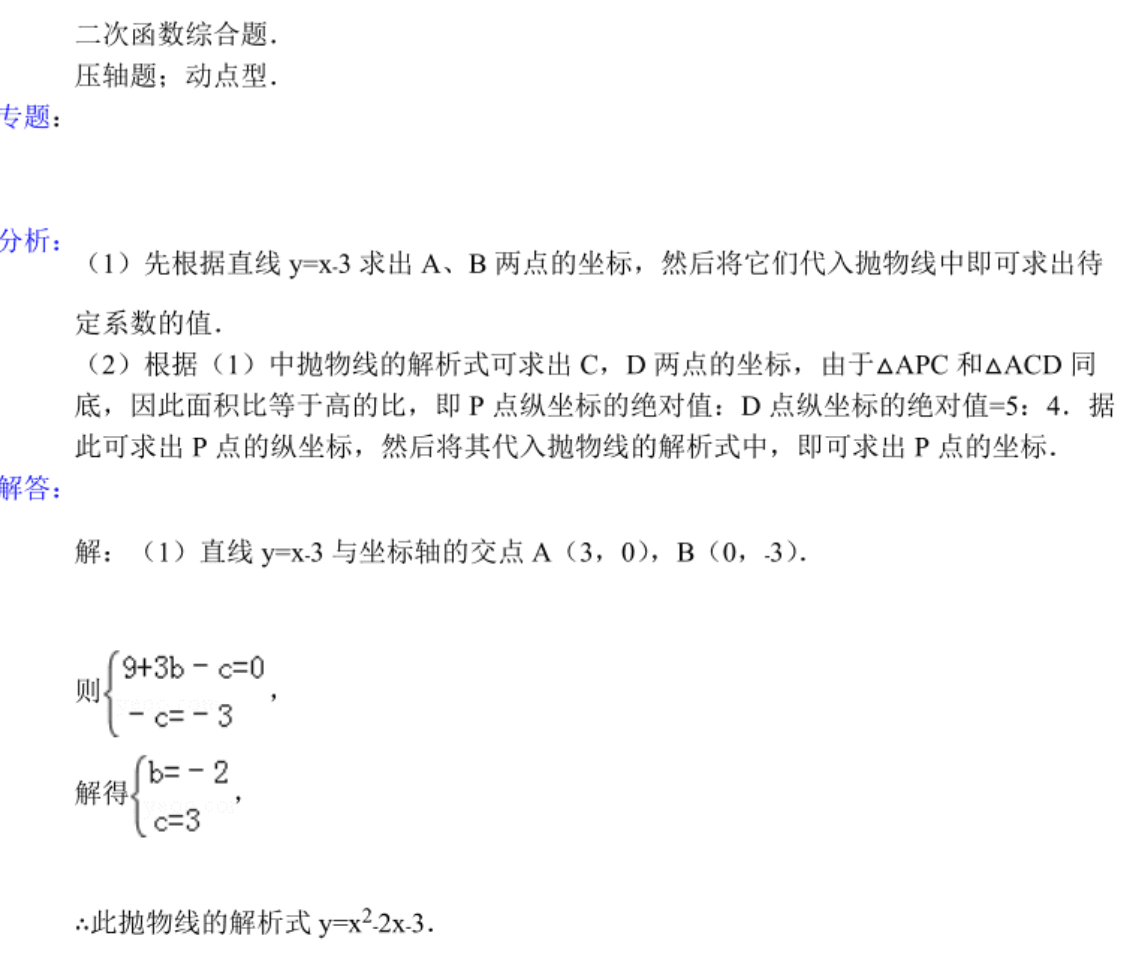 二次函数综合题．
压轴题；动点型．
专题：
分析：
（1）先根据直线 y=x-3 求出 A、B 两点的坐标，然后将它们代入抛物线中即可求出待
定系数的值．
（2）根据（1）中抛物线的解析式可求出 C，D 两点的坐标，由于△APC 和△ACD 同
底，因此面积比等于高的比，即 P 点纵坐标的绝对值：D 点纵坐标的绝对值=5：4．据
此可求出 P 点的纵坐标，然后将其代入抛物线的解析式中，即可求出 P 点的坐标．
解答：
解：（1）直线 y=x-3 与坐标轴的交点 A（3，0），B（0，-3）．
则{9+3b－c=0
－c=－3，
解得{b=－2
c=3，
∴此抛物线的解析式 y=x²-2x-3．